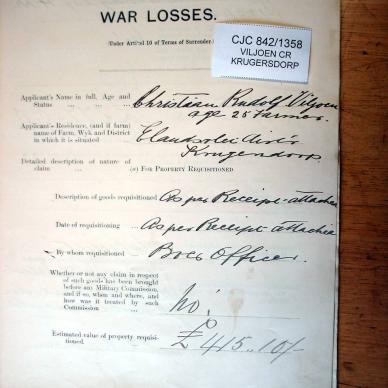 WAR LOSSES.
(Under Article 10 of Terms of Surrender.)
CJC 842/1358
VILJOEN CR
KRUGERSDORP
Applicant's Name in full, Age and
Status
Christiaan Rudolf Viljoen
age 25 Farmer.
Applicant's Residence, (and if farm)
name of Farm, Wyk and District
in which it is situated
Krugersdorp
Detailed description of nature of
claim
(a) FOR PROPERTY REQUISITIONED.
Description of goods requisitioned
As per Receipt attached
Date of requisitioning
As per Receipt attached
By whom requisitioned
Boer Officer.
Whether or not any claim in respect
of such goods has been brought
before any Military Commission,
and if so, when and where, and
how was it treated by such
Commission
No.
Estimated value of property requisi-
tioned.
£415..10/-